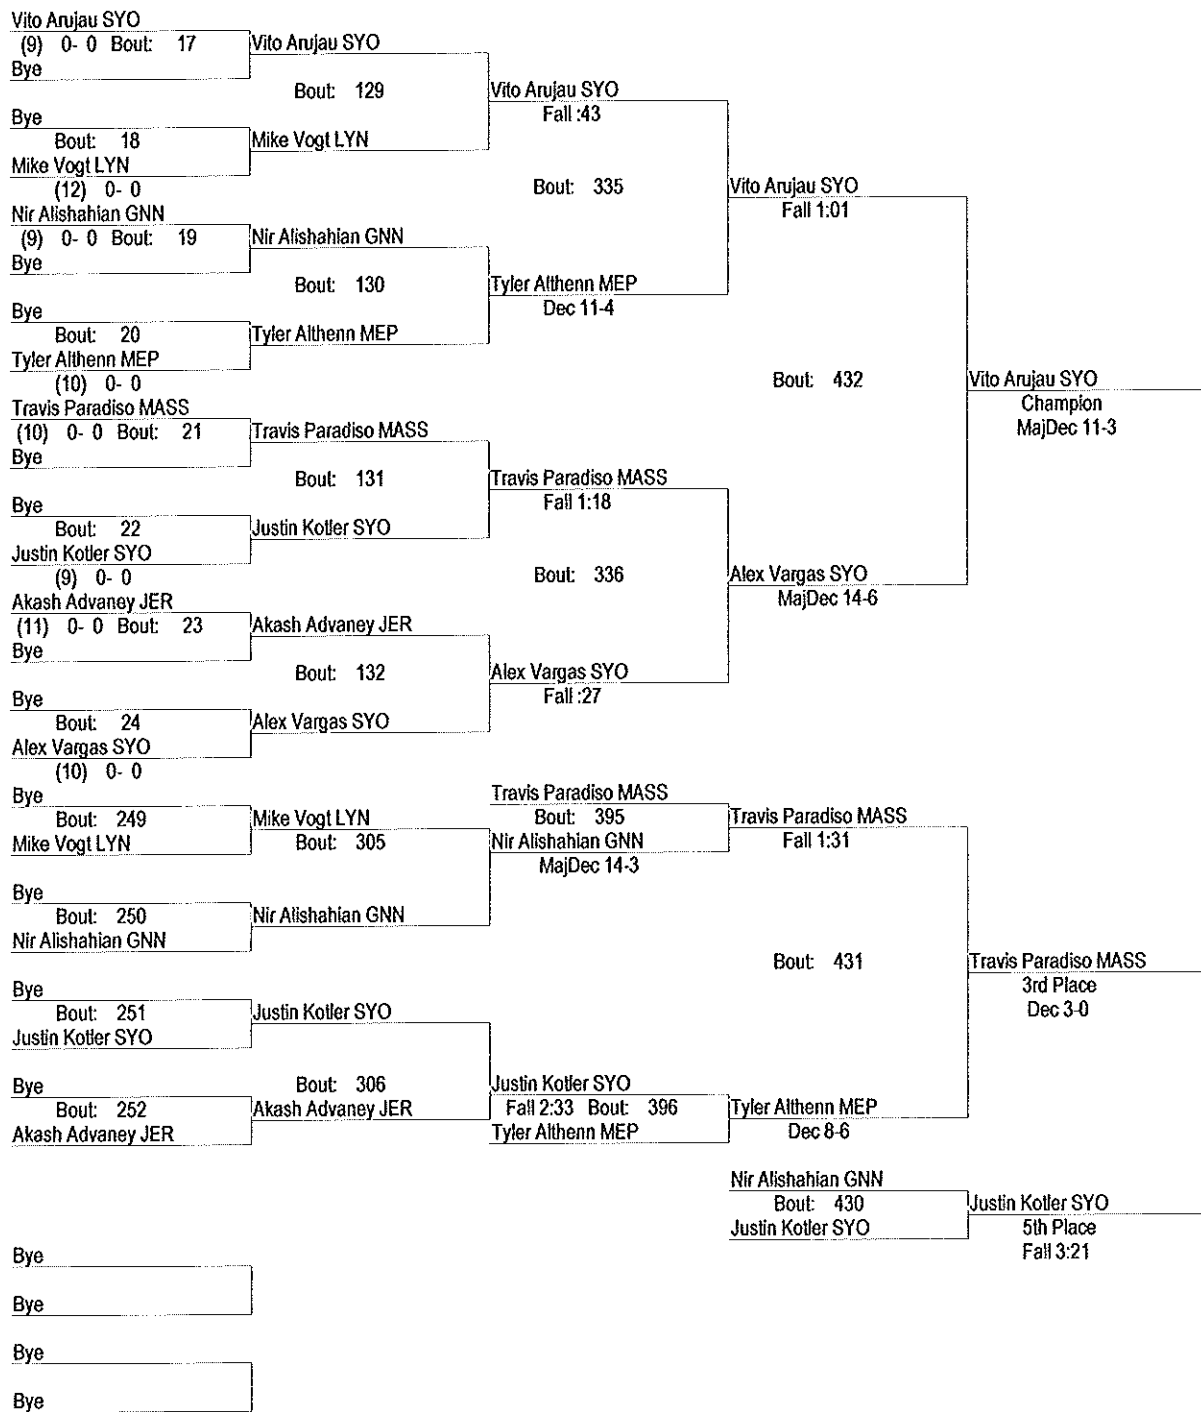 Vito Arujau SYO
(9) 0- 0 Bout: 17
Bye
Vito Arujau SYO
Bout: 129
Bye
Bout: 18
Mike Vogt LYN
(12) 0- 0
Mike Vogt LYN
Vito Arujau SYO
Fall :43
Bout: 335
Nir Alishahian GNN
(9) 0- 0 Bout: 19
Bye
Nir Alishahian GNN
Bout: 130
Bye
Bout: 20
Tyler Althenn MEP
(10) 0- 0
Tyler Althenn MEP
Tyler Althenn MEP
Dec 11-4
Vito Arujau SYO
Fall 1:01
Bout: 432
Vito Arujau SYO
Champion
MajDec 11-3
Travis Paradiso MASS
(10) 0- 0 Bout: 21
Bye
Travis Paradiso MASS
Bout: 131
Bye
Bout: 22
Justin Kotler SYO
(9) 0- 0
Justin Kotler SYO
Travis Paradiso MASS
Fall 1:18
Bout: 336
Akash Advaney JER
(11) 0- 0 Bout: 23
Bye
Akash Advaney JER
Bout: 132
Bye
Bout: 24
Alex Vargas SYO
(10) 0- 0
Alex Vargas SYO
Alex Vargas SYO
Fall :27
Alex Vargas SYO
MajDec 14-6
Bye
Bout: 249
Mike Vogt LYN
Mike Vogt LYN
Bout: 305
Bye
Bout: 250
Nir Alishahian GNN
Nir Alishahian GNN
Travis Paradiso MASS
Bout: 395
Nir Alishahian GNN
MajDec 14-3
Travis Paradiso MASS
Fall 1:31
Bout: 431
Travis Paradiso MASS
3rd Place
Dec 3-0
Bye
Bout: 251
Justin Kotler SYO
Justin Kotler SYO
Bout: 306
Bye
Bout: 252
Akash Advaney JER
Akash Advaney JER
Justin Kotler SYO
Fall 2:33 Bout: 396
Tyler Althenn MEP
Tyler Althenn MEP
Dec 8-6
Nir Alishahian GNN
Bout: 430
Justin Kotler SYO
Justin Kotler SYO
5th Place
Fall 3:21
Bye
Bye
Bye
Bye